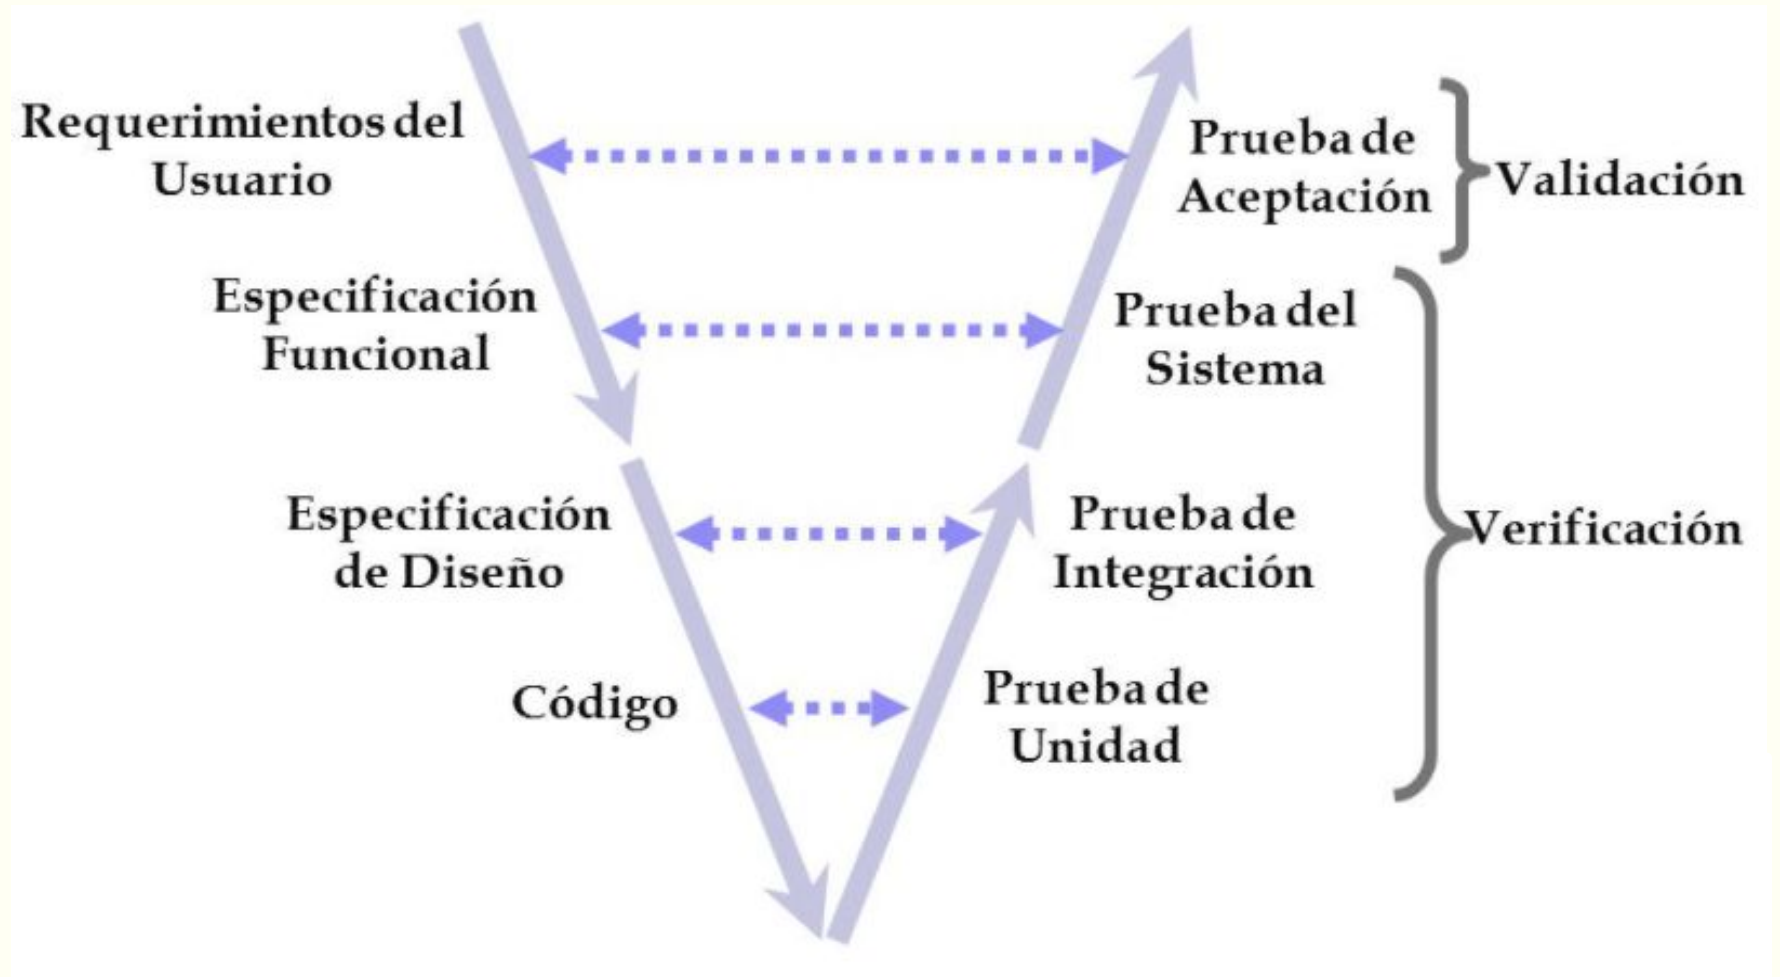 Requerimientos del
Usuario
Prueba de
Aceptación
Validación
Especificación
Funcional
Prueba del
Sistema
Especificación
de Diseño
Prueba de
Integración
Verificación
Código
Prueba de
Unidad